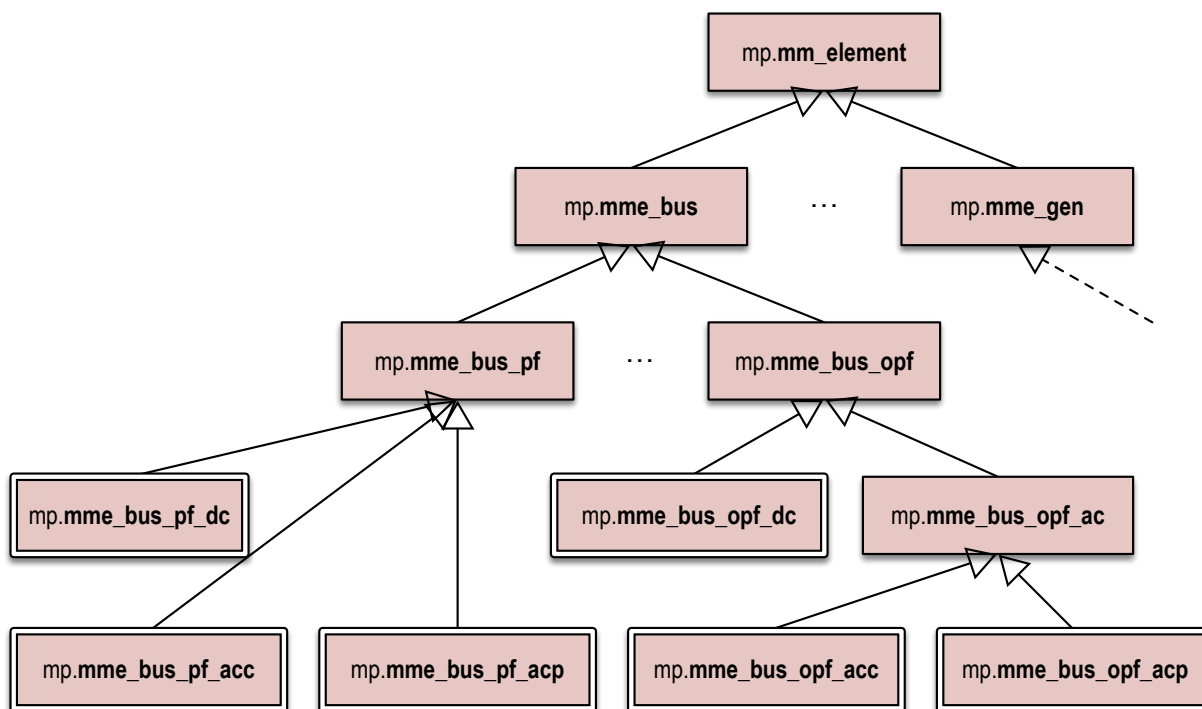 mp.mm_element
mp.mme_bus
...
mp.mme_gen
mp.mme_bus_pf
...
mp.mme_bus_opf
mp.mme_bus_pf_dc
mp.mme_bus_opf_dc
mp.mme_bus_opf_ac
mp.mme_bus_pf_acc
mp.mme_bus_pf_acp
mp.mme_bus_opf_acc
mp.mme_bus_opf_acp